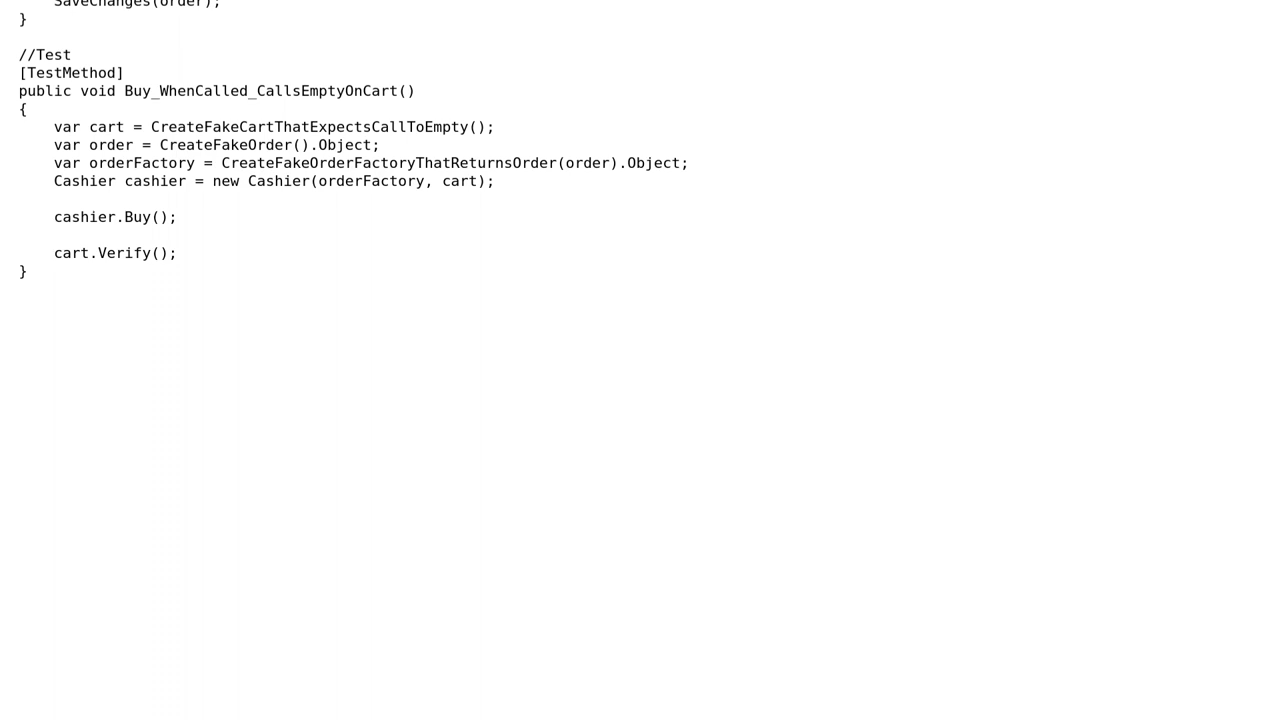 SaveChanges(order);
}
//Test
[TestMethod]
public void Buy_WhenCalled_CallsEmptyOnCart()
{
var cart = CreateFakeCartThatExpectsCallToEmpty();
var order = CreateFakeOrder().Object;
var orderFactory = CreateFakeOrderFactoryThatReturnsOrder(order).Object;
Cashier cashier = new Cashier(orderFactory, cart);
cashier.Buy();
cart.Verify();
}